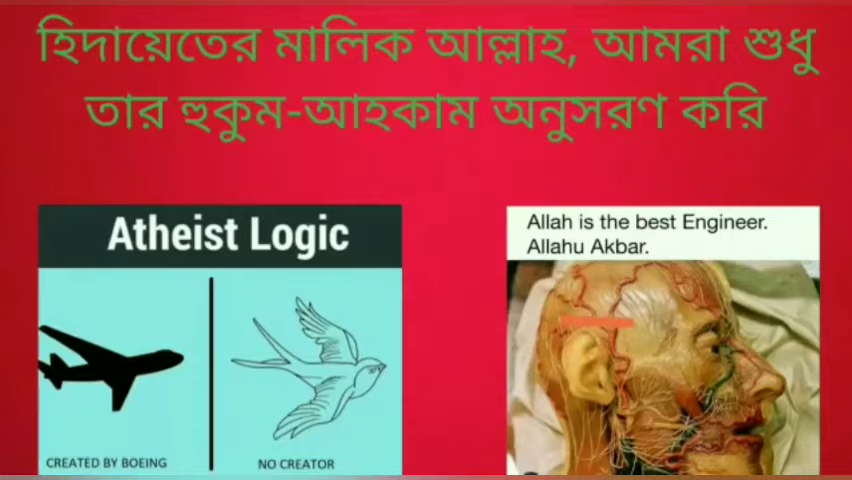 হিদায়েতের মালিক আল্লাহ, আমরা শুধু
তার হুকুম-আহকাম অনুসরণ করি
Atheist Logic
CREATED BY BOEING
NO CREATOR
Allah is the best Engineer.
Allahu Akbar.